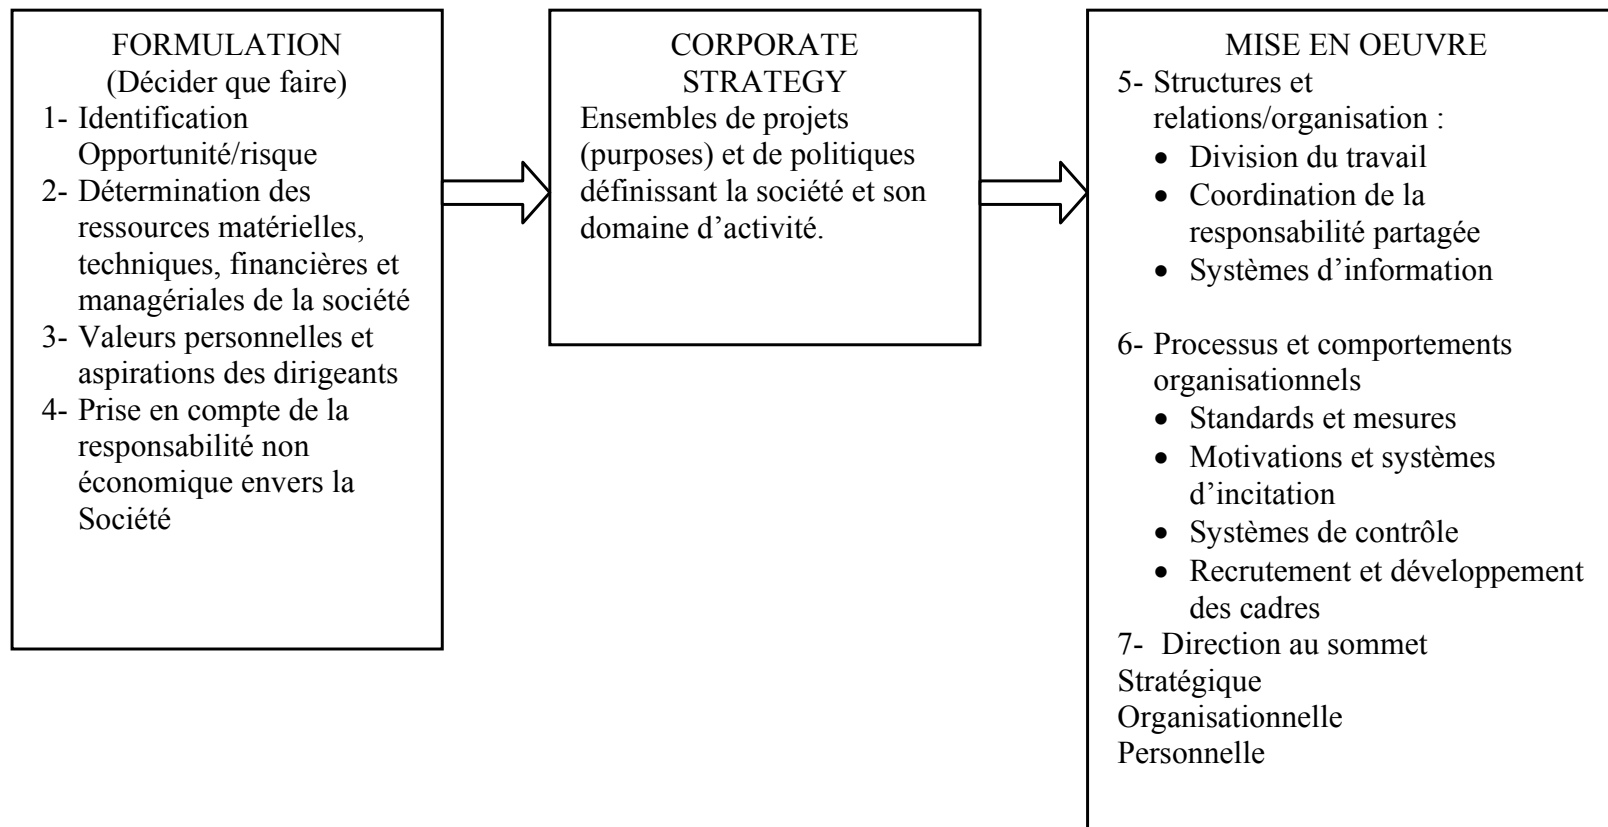 FORMULATION
(Décider que faire)
1- Identification
Opportunité/risque
2- Détermination des
ressources matérielles,
techniques, financières et
managériales de la société
3- Valeurs personnelles et
aspirations des dirigeants
4- Prise en compte de la
responsabilité non
économique envers la
Société
CORPORATE
STRATEGY
Ensembles de projets
(purposes) et de politiques
définissant la société et son
domaine d’activité.
MISE EN OEUVRE
5- Structures et
relations/organisation :
• Division du travail
• Coordination de la
responsabilité partagée
• Systèmes d’information
6- Processus et comportements
organisationnels
• Standards et mesures
• Motivations et systèmes
d’incitation
• Systèmes de contrôle
• Recrutement et développement
des cadres
7- Direction au sommet
Stratégique
Organisationnelle
Personnelle